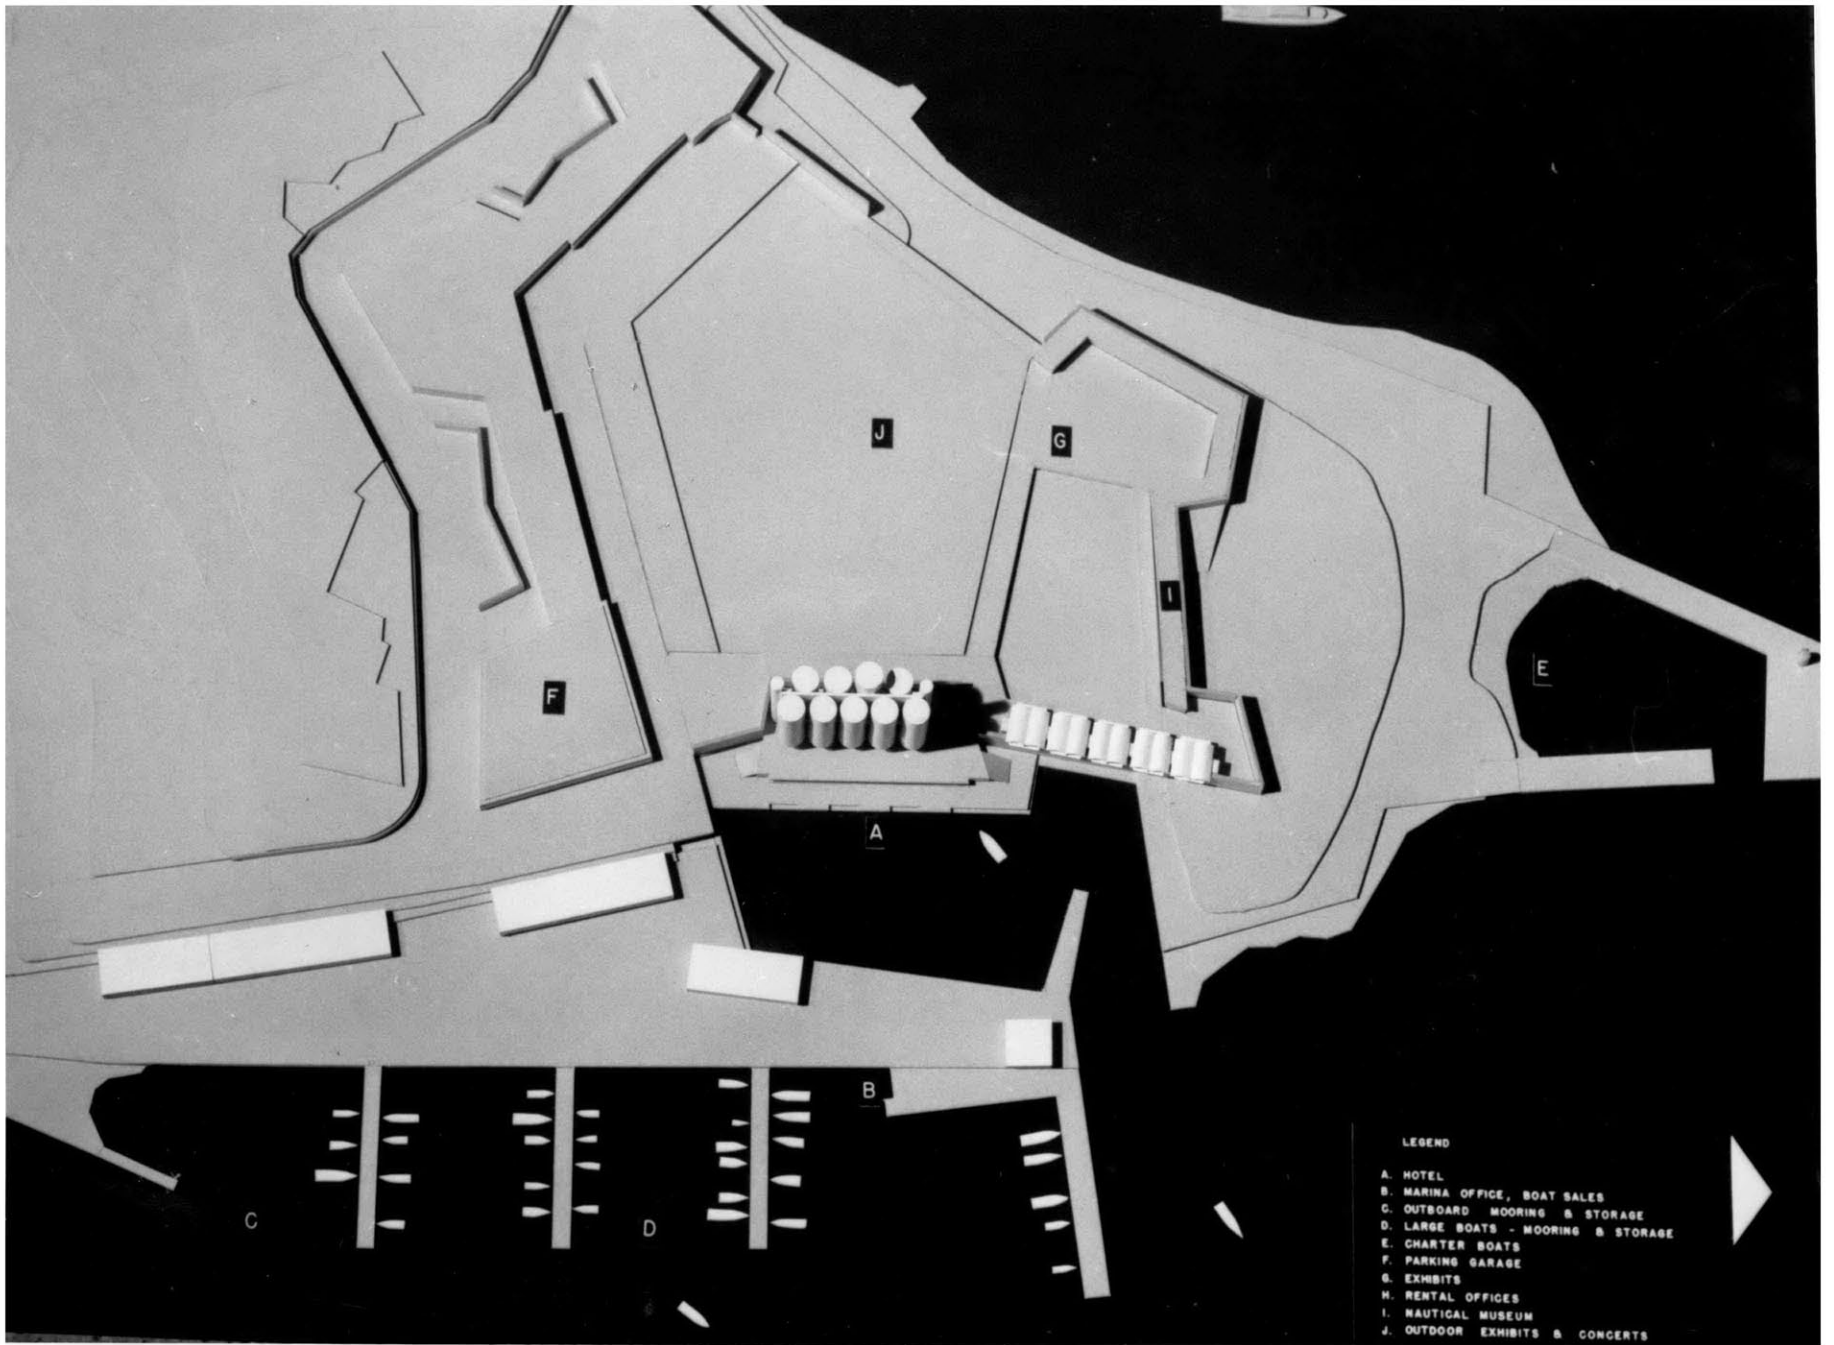 J
G
I
E
F
A
B
C
D
LEGEND
A. HOTEL
B. MARINA OFFICE, BOAT SALES
C. OUTBOARD MOORING & STORAGE
D. LARGE BOATS - MOORING & STORAGE
E. CHARTER BOATS
F. PARKING GARAGE
G. EXHIBITS
H. RENTAL OFFICES
I. NAUTICAL MUSEUM
J. OUTDOOR EXHIBITS & CONCERTS